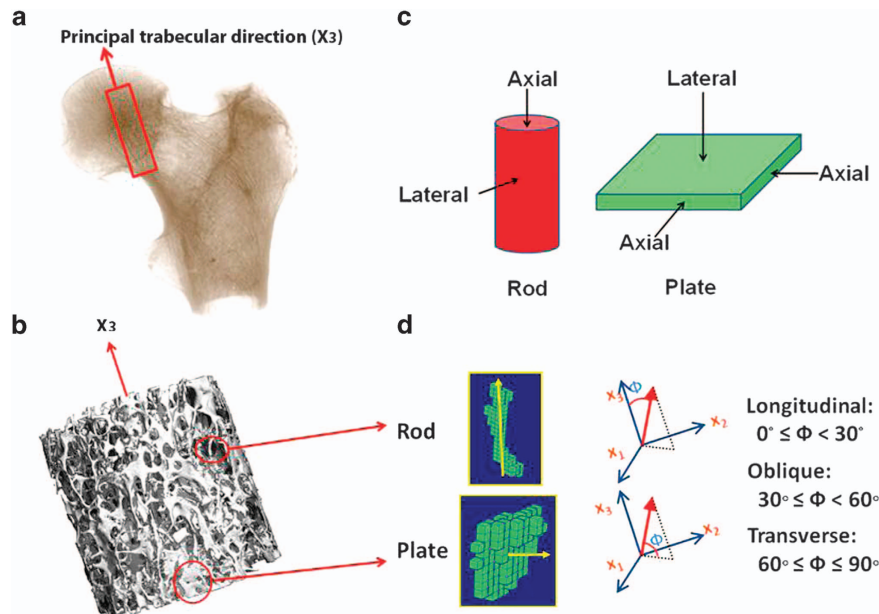 a
Principal trabecular direction (X3)
c
Axial
Lateral
Rod
Lateral
Axial
Axial
Plate
b
X3
Rod
Plate
d
X3
Φ
X2
X1
X3
Φ
X2
X1
Longitudinal:
0° ≤ Φ < 30°
Oblique:
30° ≤ Φ < 60°
Transverse:
60° ≤ Φ ≤ 90°